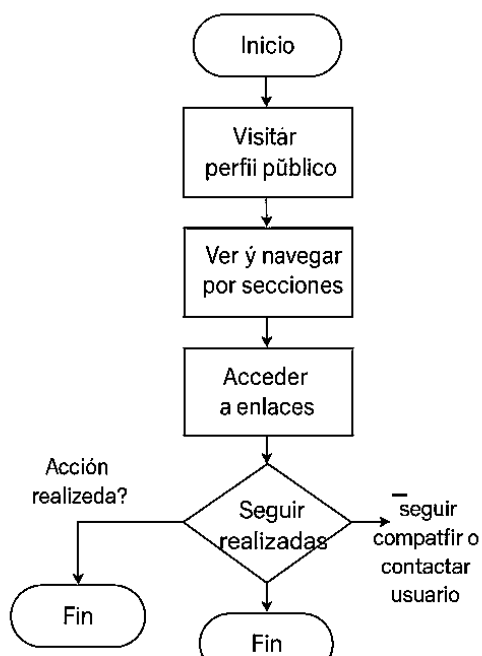 Inicio
Visitár
perfii pŭblico
Ver ý navegar
por secciones
Acceder
a enlaces
Acción
realizeda?
Seguir
realizadas
seguir
compatfir o
contactar
usuario
Fin
Fin